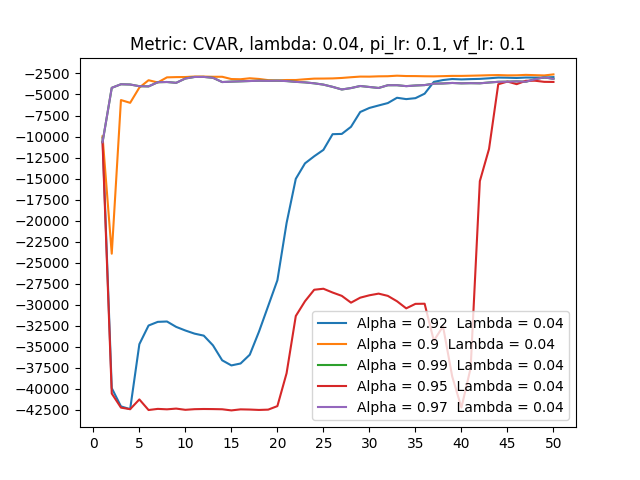 Metric: CVAR, lambda: 0.04, pi_lr: 0.1, vf_lr: 0.1
−2500
−5000
−7500
−10000
−12500
−15000
−17500
−20000
−22500
−25000
−27500
−30000
−32500
−35000
−37500
−40000
−42500
Alpha = 0.92  Lambda = 0.04
Alpha = 0.9  Lambda = 0.04
Alpha = 0.99  Lambda = 0.04
Alpha = 0.95  Lambda = 0.04
Alpha = 0.97  Lambda = 0.04
0 5 10 15 20 25 30 35 40 45 50